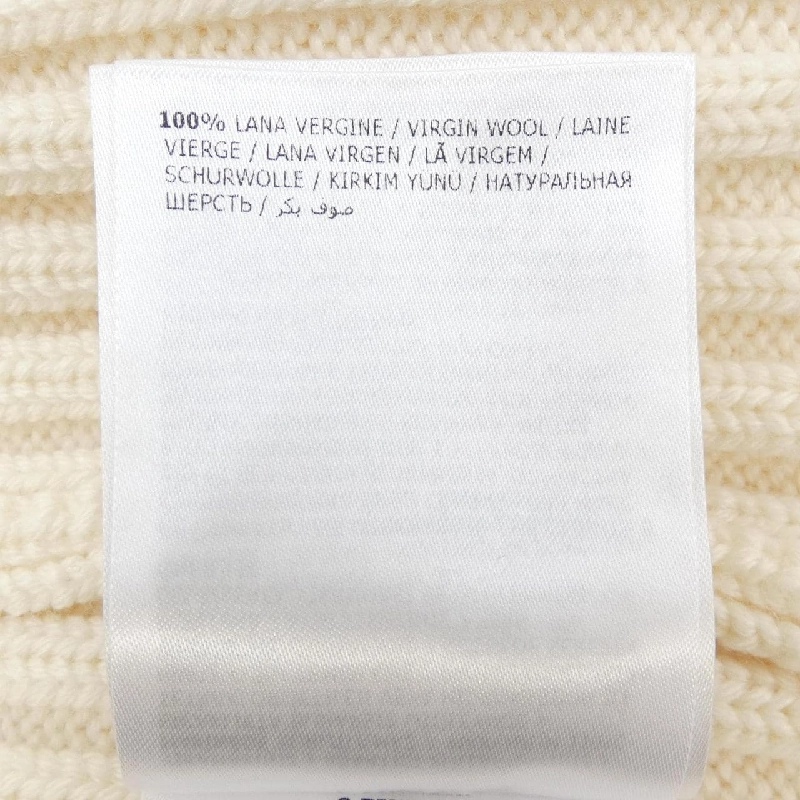 100% LANA VERGINE / VIRGIN WOOL / LAINE
VIERGE / LANA VIRGEN / LÃ VIRGEM /
SCHURWOLLE / KIRKIM YUNU / НАТУРАЛЬНАЯ
ШЕРСТЬ / صوف بكر